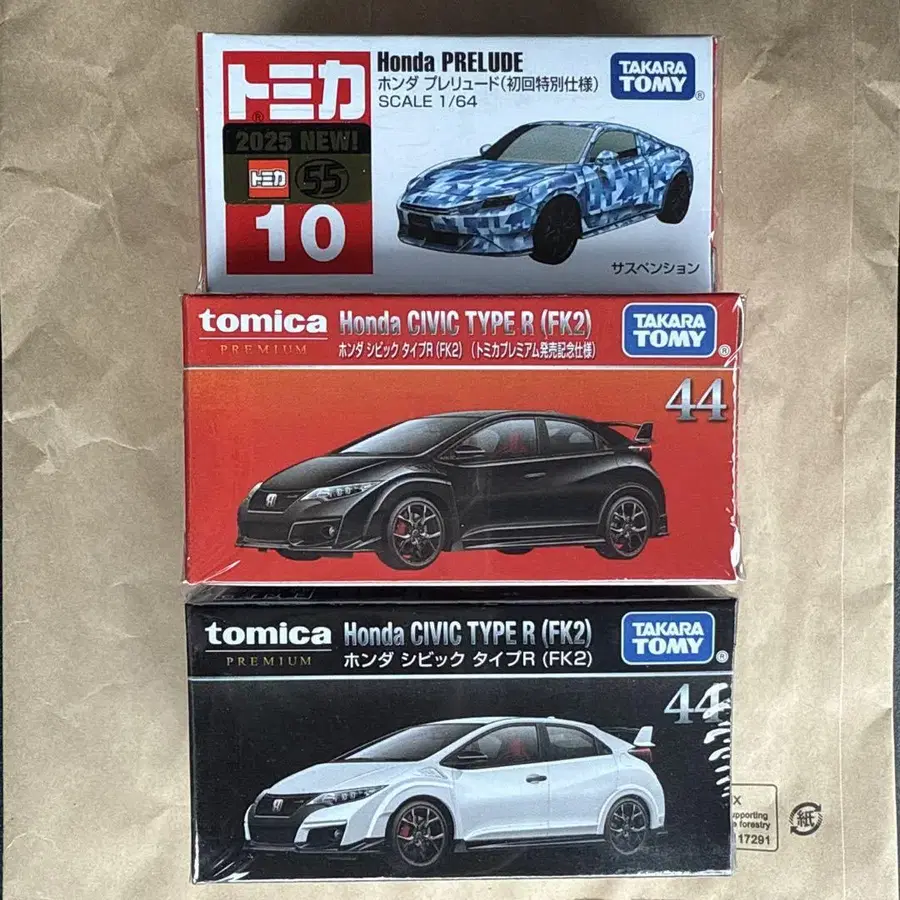 トミカ
Honda PRELUDE
ホンダ プレリュード(初回特別仕様)
SCALE 1/64
TAKARA
TOMY
2025 NEW!
トミカ 55
10
サスペンション
tomica
PREMIUM
Honda CIVIC TYPE R (FK2)
ホンダ シビック タイプR (FK2) (トミカプレミアム発売記念仕様)
TAKARA
TOMY
44
tomica
PREMIUM
Honda CIVIC TYPE R (FK2)
ホンダ シビック タイプR (FK2)
TAKARA
TOMY
44
X
upporting
forestry
17291
紙